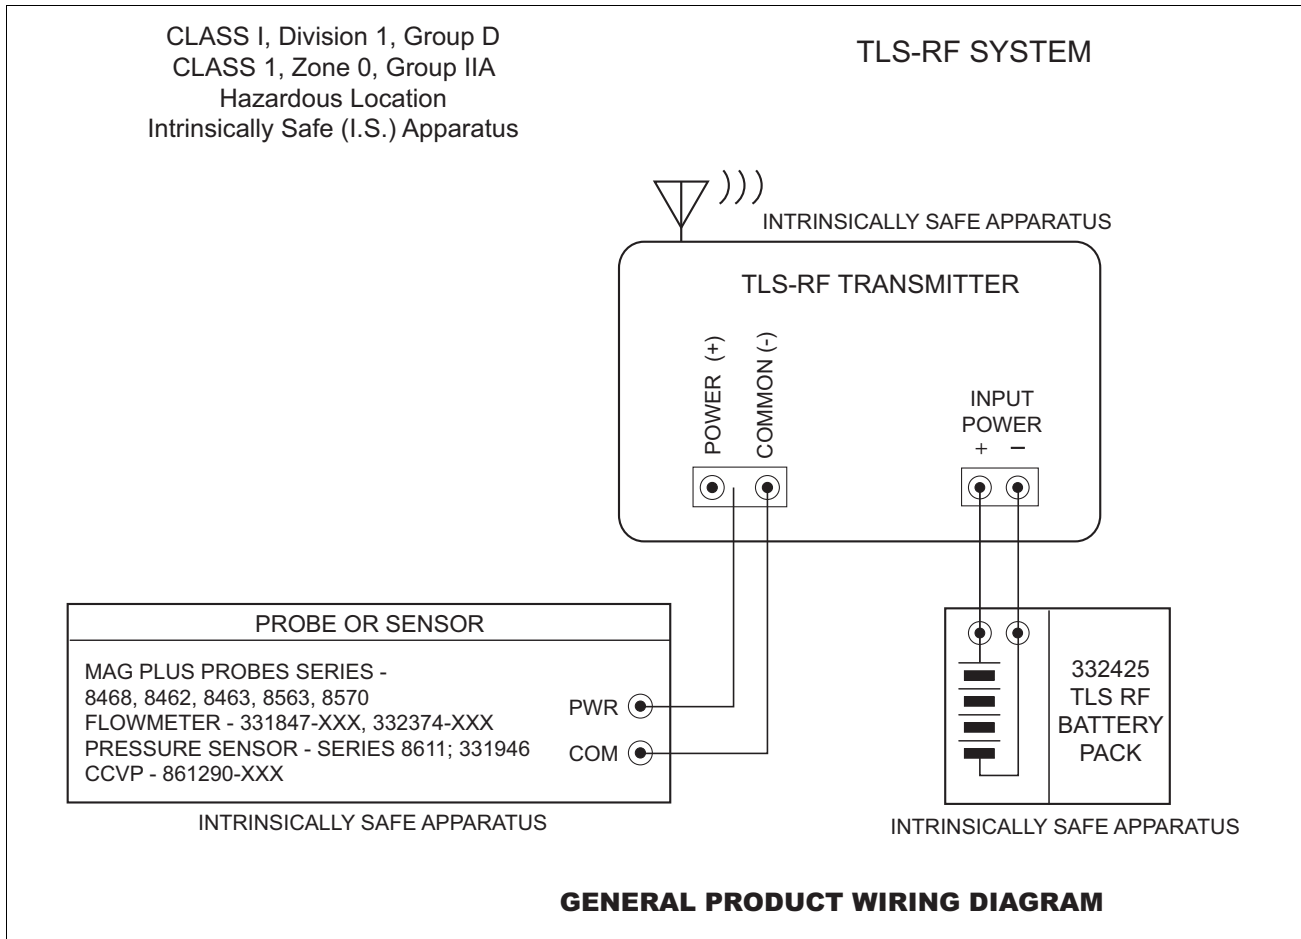 CLASS I, Division 1, Group D
CLASS 1, Zone 0, Group IIA
Hazardous Location
Intrinsically Safe (I.S.) Apparatus
TLS-RF SYSTEM
INTRINSICALLY SAFE APPARATUS
TLS-RF TRANSMITTER
POWER (+)
COMMON (-)
INPUT
POWER
+ −
PROBE OR SENSOR
MAG PLUS PROBES SERIES -
8468, 8462, 8463, 8563, 8570
FLOWMETER - 331847-XXX, 332374-XXX
PRESSURE SENSOR - SERIES 8611; 331946
CCVP - 861290-XXX
PWR
COM
INTRINSICALLY SAFE APPARATUS
332425
TLS RF
BATTERY
PACK
INTRINSICALLY SAFE APPARATUS
GENERAL PRODUCT WIRING DIAGRAM